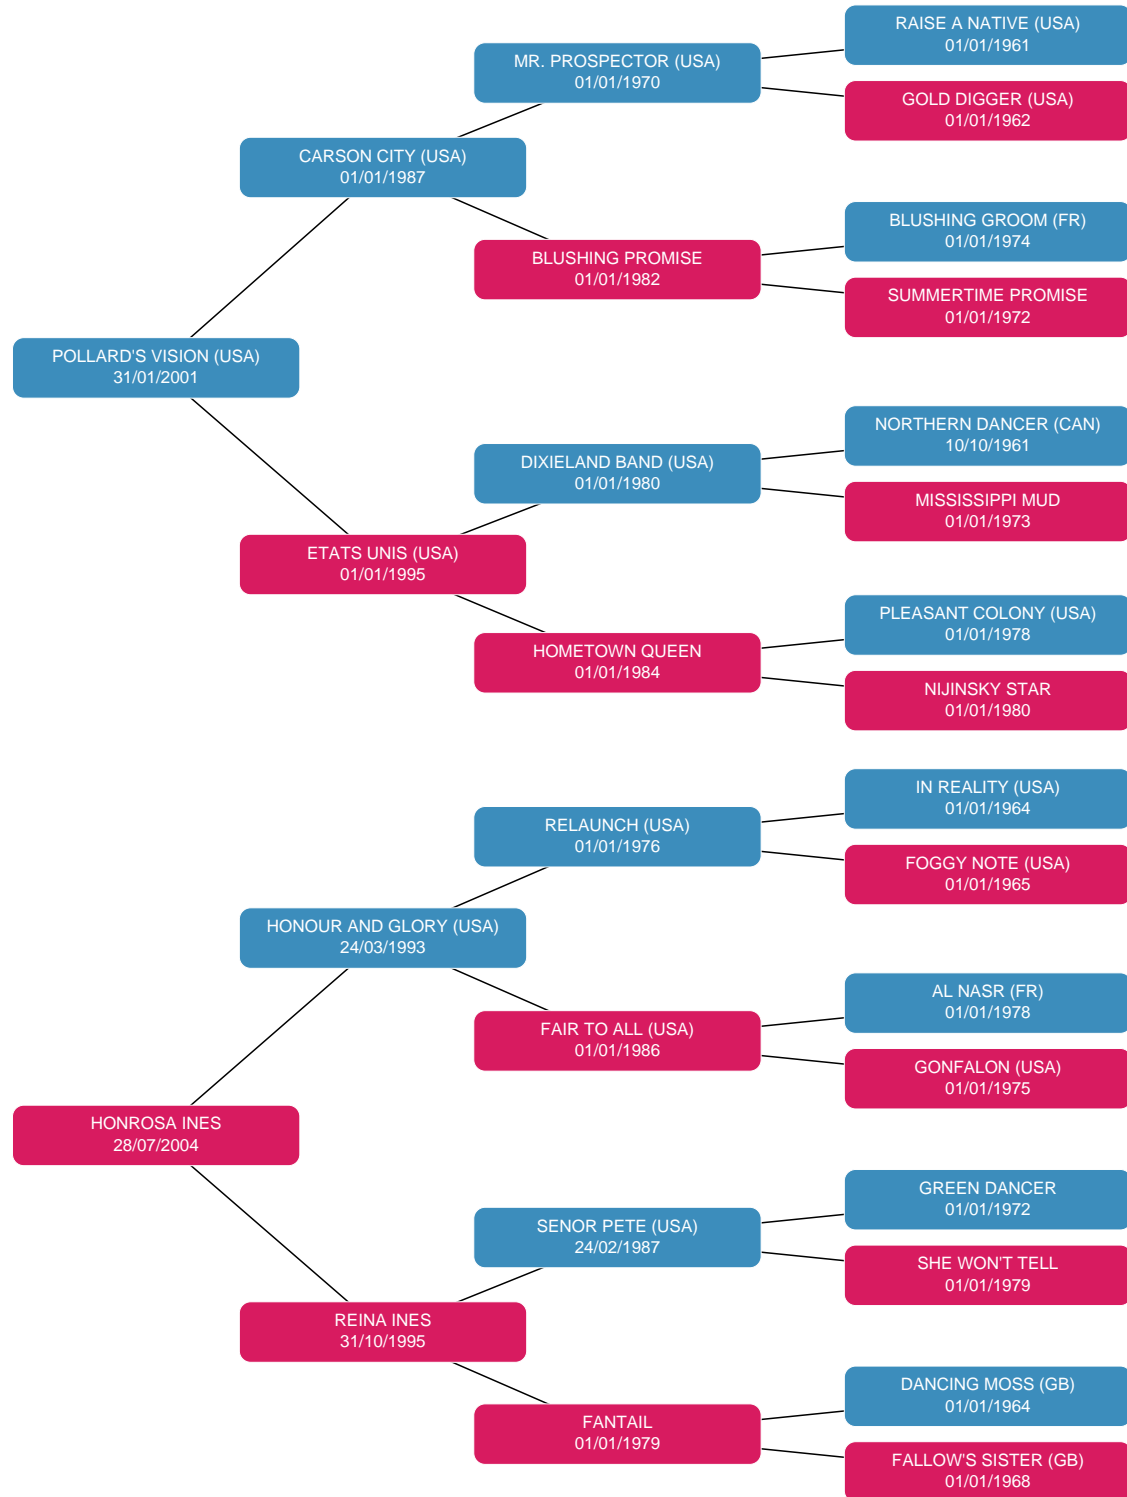 RAISE A NATIVE (USA)
01/01/1961
MR. PROSPECTOR (USA)
01/01/1970
GOLD DIGGER (USA)
01/01/1962
CARSON CITY (USA)
01/01/1987
BLUSHING GROOM (FR)
01/01/1974
BLUSHING PROMISE
01/01/1982
SUMMERTIME PROMISE
01/01/1972
POLLARD'S VISION (USA)
31/01/2001
NORTHERN DANCER (CAN)
10/10/1961
DIXIELAND BAND (USA)
01/01/1980
MISSISSIPPI MUD
01/01/1973
ETATS UNIS (USA)
01/01/1995
PLEASANT COLONY (USA)
01/01/1978
HOMETOWN QUEEN
01/01/1984
NIJINSKY STAR
01/01/1980
IN REALITY (USA)
01/01/1964
RELAUNCH (USA)
01/01/1976
FOGGY NOTE (USA)
01/01/1965
HONOUR AND GLORY (USA)
24/03/1993
AL NASR (FR)
01/01/1978
FAIR TO ALL (USA)
01/01/1986
GONFALON (USA)
01/01/1975
HONROSA INES
28/07/2004
GREEN DANCER
01/01/1972
SENOR PETE (USA)
24/02/1987
SHE WON'T TELL
01/01/1979
REINA INES
31/10/1995
DANCING MOSS (GB)
01/01/1964
FANTAIL
01/01/1979
FALLOW'S SISTER (GB)
01/01/1968